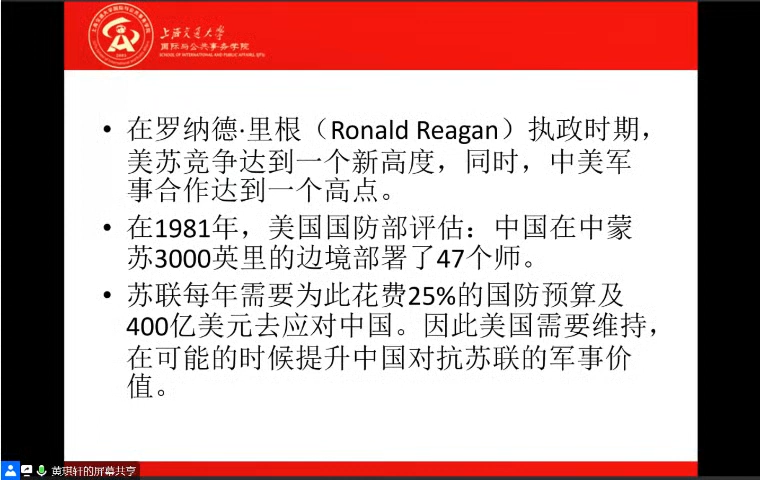 上海交通大学
国际与公共事务学院
SCHOOL OF INTERNATIONAL AND PUBLIC AFFAIRS, SJTU
• 在罗纳德·里根（Ronald Reagan）执政时期，
美苏竞争达到一个新高度，同时，中美军
事合作达到一个高点。
• 在1981年，美国国防部评估：中国在中蒙
苏3000英里的边境部署了47个师。
• 苏联每年需要为此花费25%的国防预算及
400亿美元去应对中国。因此美国需要维持，
在可能的时候提升中国对抗苏联的军事价
值。
黄琪轩的屏幕共享